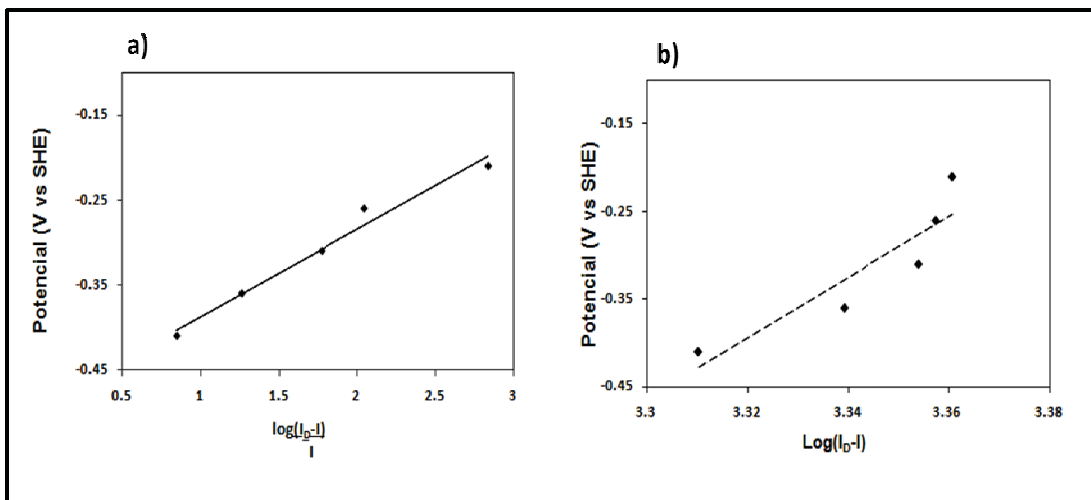 a)
Potencial (V vs SHE)
-0.15
-0.25
-0.35
-0.45
0.5 1 1.5 2 2.5 3
log(I_D-I)
I
b)
Potencial (V vs SHE)
-0.15
-0.25
-0.35
-0.45
3.3 3.32 3.34 3.36 3.38
Log(I_D-I)